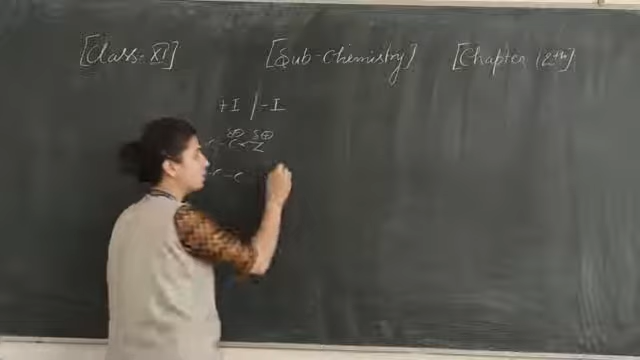 [Class: XI] [Sub-Chemistry] [Chapter 12th]
+I / -I
δ⊖ δ⊕
-C-C<Z
-C-C